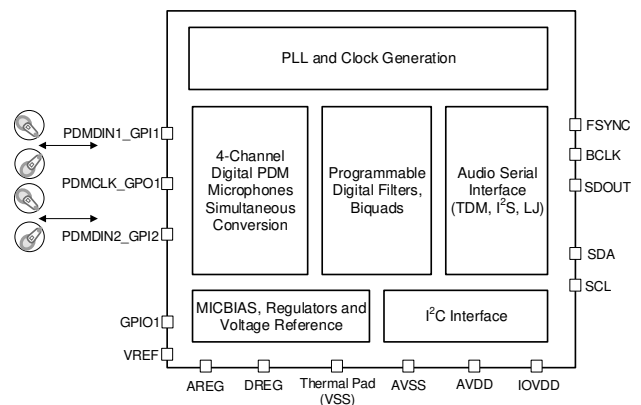 PLL and Clock Generation
PDMDIN1_GPI1
PDMCLK_GPO1
PDMDIN2_GPI2
GPIO1
VREF
4-Channel
Digital PDM
Microphones
Simultaneous
Conversion
Programmable
Digital Filters,
Biquads
Audio Serial
Interface
(TDM, I²S, LJ)
FSYNC
BCLK
SDOUT
SDA
SCL
MICBIAS, Regulators and
Voltage Reference
I²C Interface
AREG
DREG
Thermal Pad
(VSS)
AVSS
AVDD
IOVDD